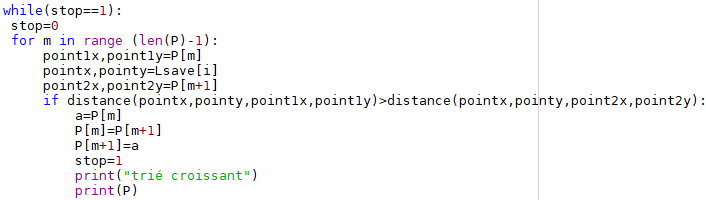 while(stop==1):
 stop=0
 for m in range (len(P)-1):
     point1x,point1y=P[m]
     pointx,pointy=Lsave[i]
     point2x,point2y=P[m+1]
     if distance(pointx,pointy,point1x,point1y)>distance(pointx,pointy,point2x,point2y):
         a=P[m]
         P[m]=P[m+1]
         P[m+1]=a
         stop=1
         print("trié croissant")
         print(P)